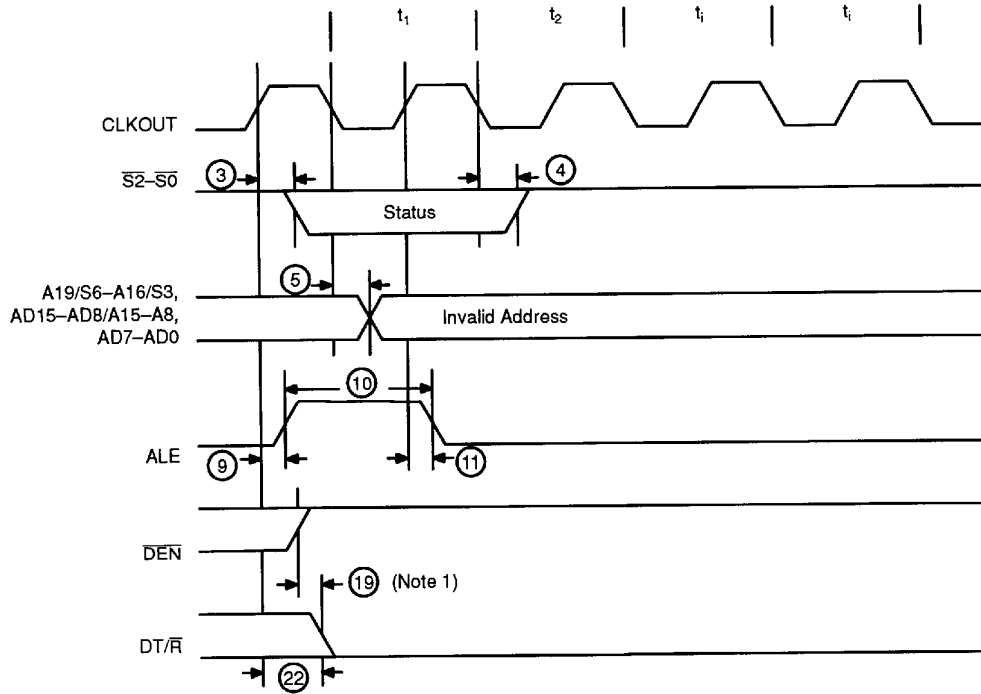 t1 t2 ti ti
CLKOUT
3 4
S2–S0
Status
5
A19/S6–A16/S3,
AD15–AD8/A15–A8,
AD7–AD0
Invalid Address
10
ALE
9 11
DEN
19 (Note 1)
DT/R
22